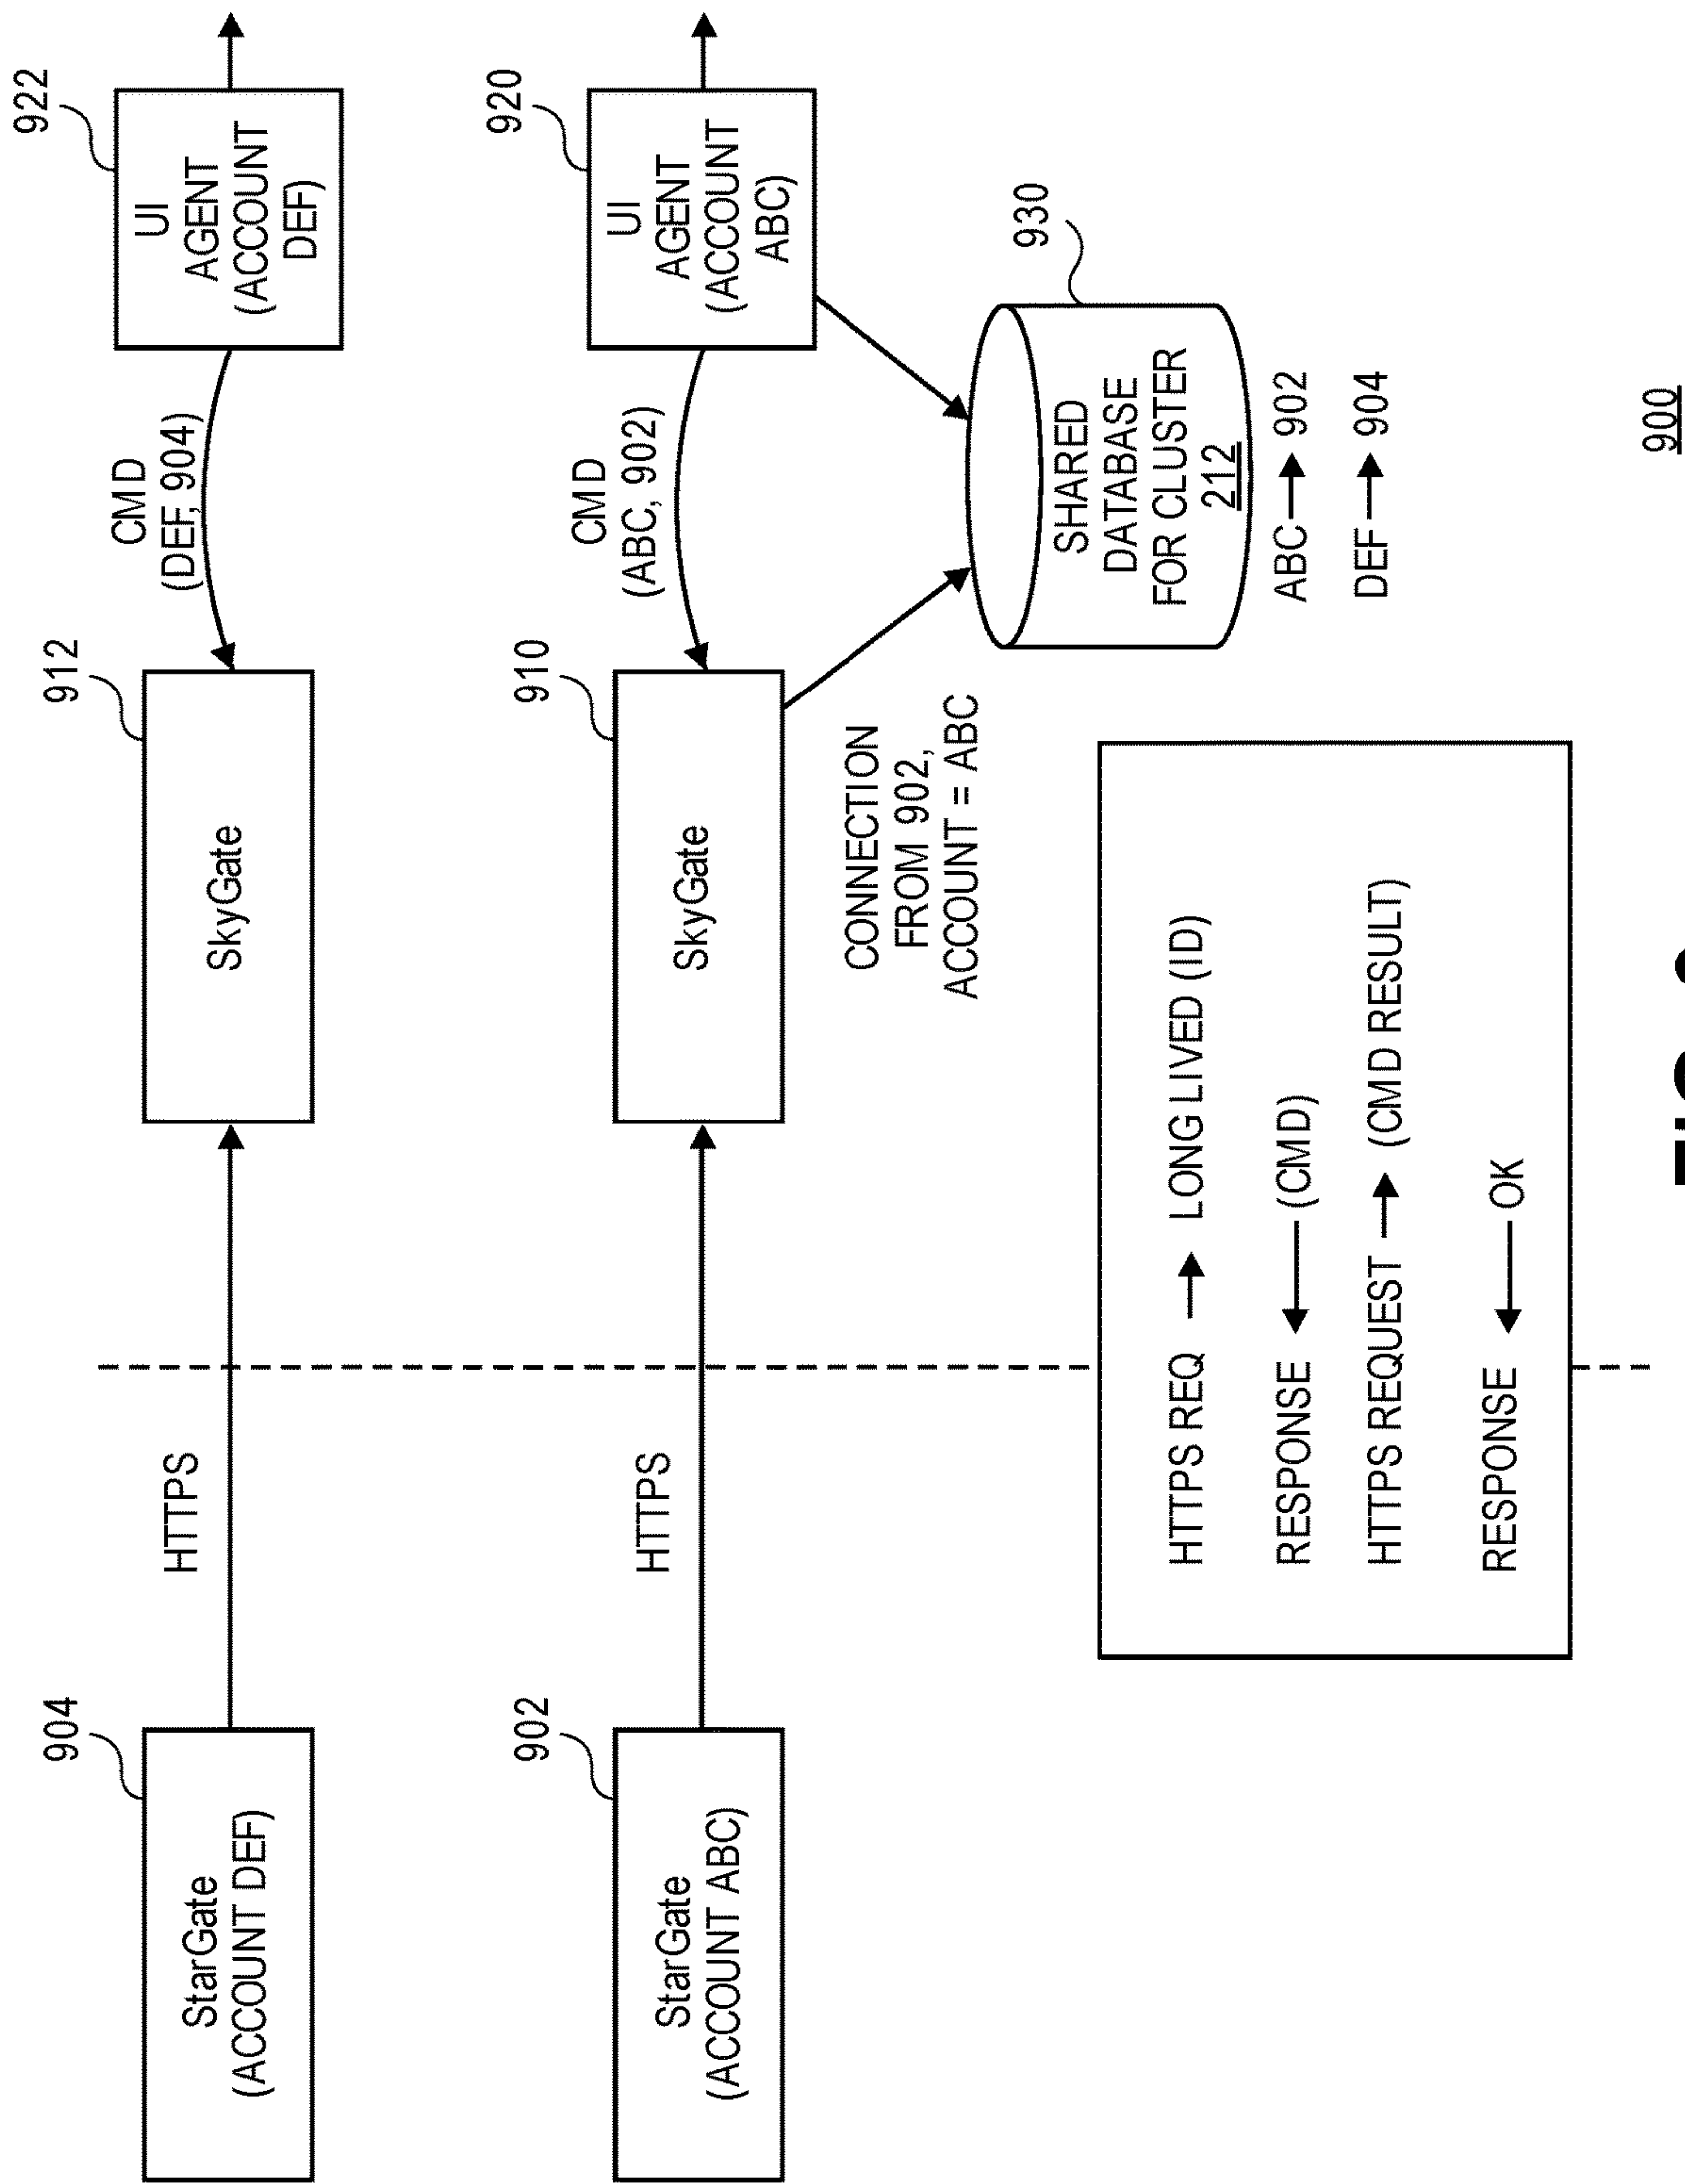 904
StarGate
(ACCOUNT DEF)
HTTPS
912
SkyGate
CMD
(DEF, 904)
922
UI
AGENT
(ACCOUNT
DEF)
902
StarGate
(ACCOUNT ABC)
HTTPS
910
SkyGate
CMD
(ABC, 902)
920
UI
AGENT
(ACCOUNT
ABC)
CONNECTION
FROM 902,
ACCOUNT = ABC
930
SHARED
DATABASE
FOR CLUSTER
212
ABC → 902
DEF → 904
HTTPS REQ → LONG LIVED (ID)
RESPONSE ← (CMD)
HTTPS REQUEST → (CMD RESULT)
RESPONSE ← OK
900